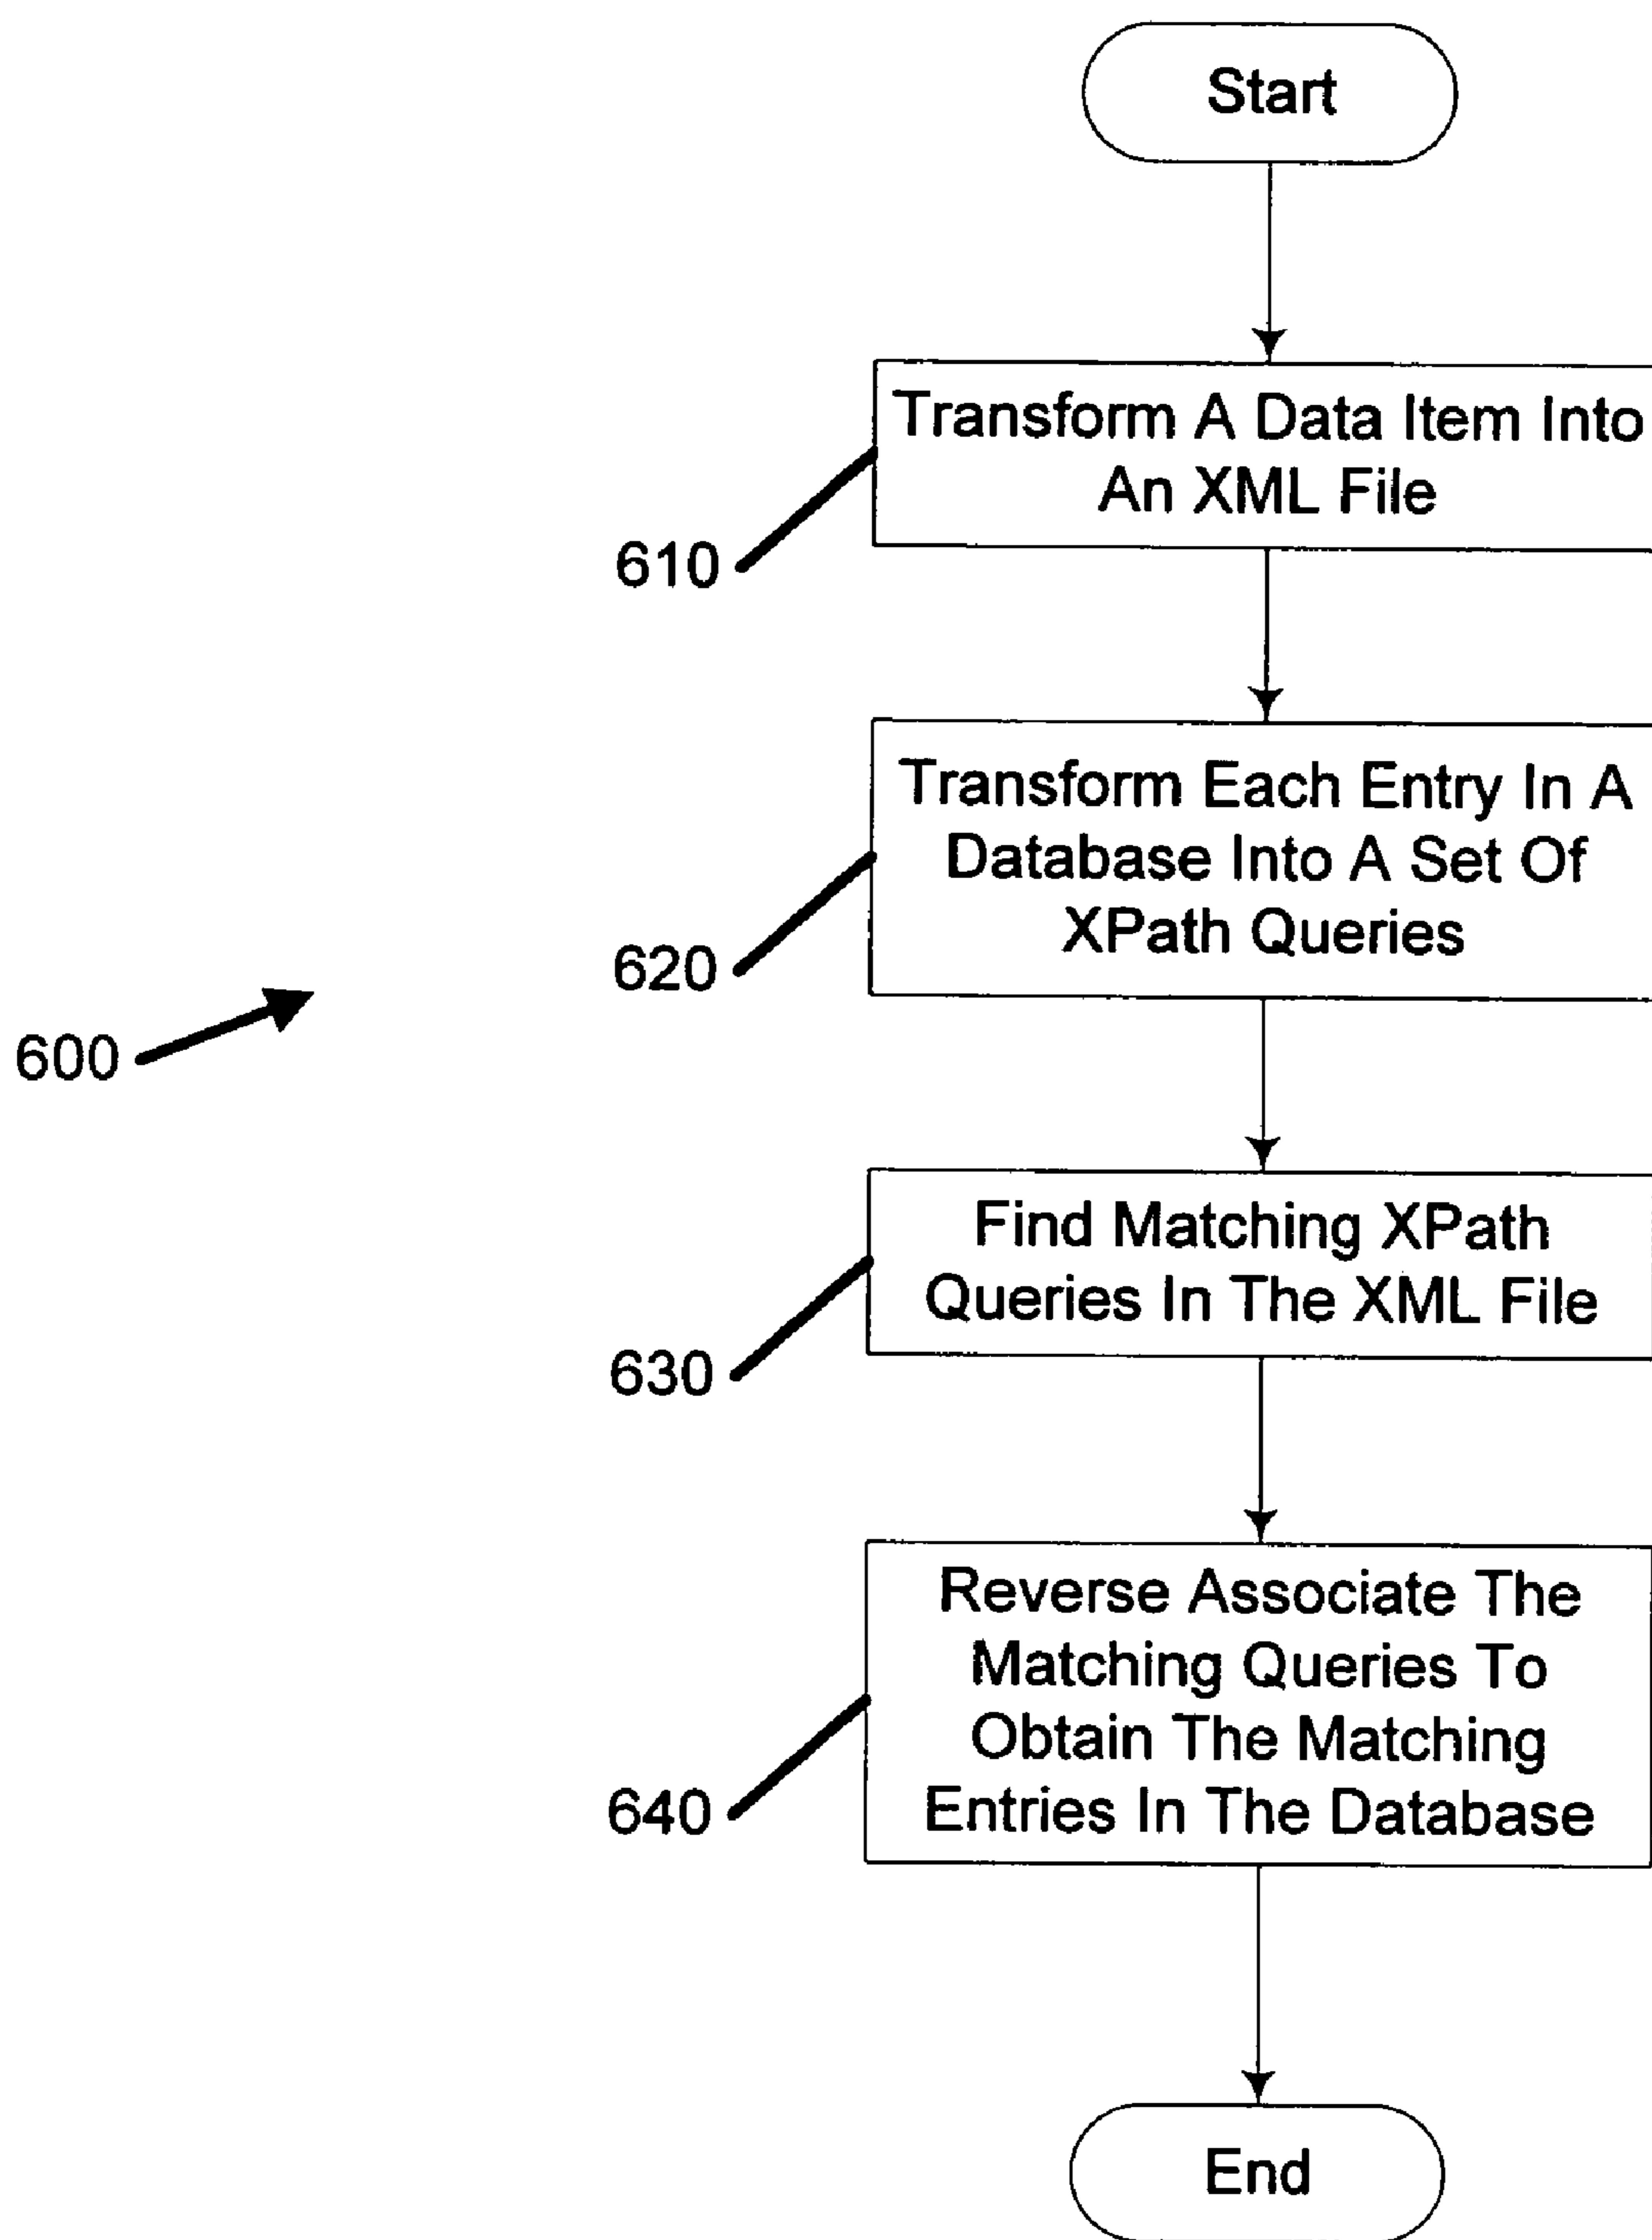 Start
Transform A Data Item Into
An XML File
610
Transform Each Entry In A
Database Into A Set Of
XPath Queries
620
600
Find Matching XPath
Queries In The XML File
630
Reverse Associate The
Matching Queries To
Obtain The Matching
Entries In The Database
640
End